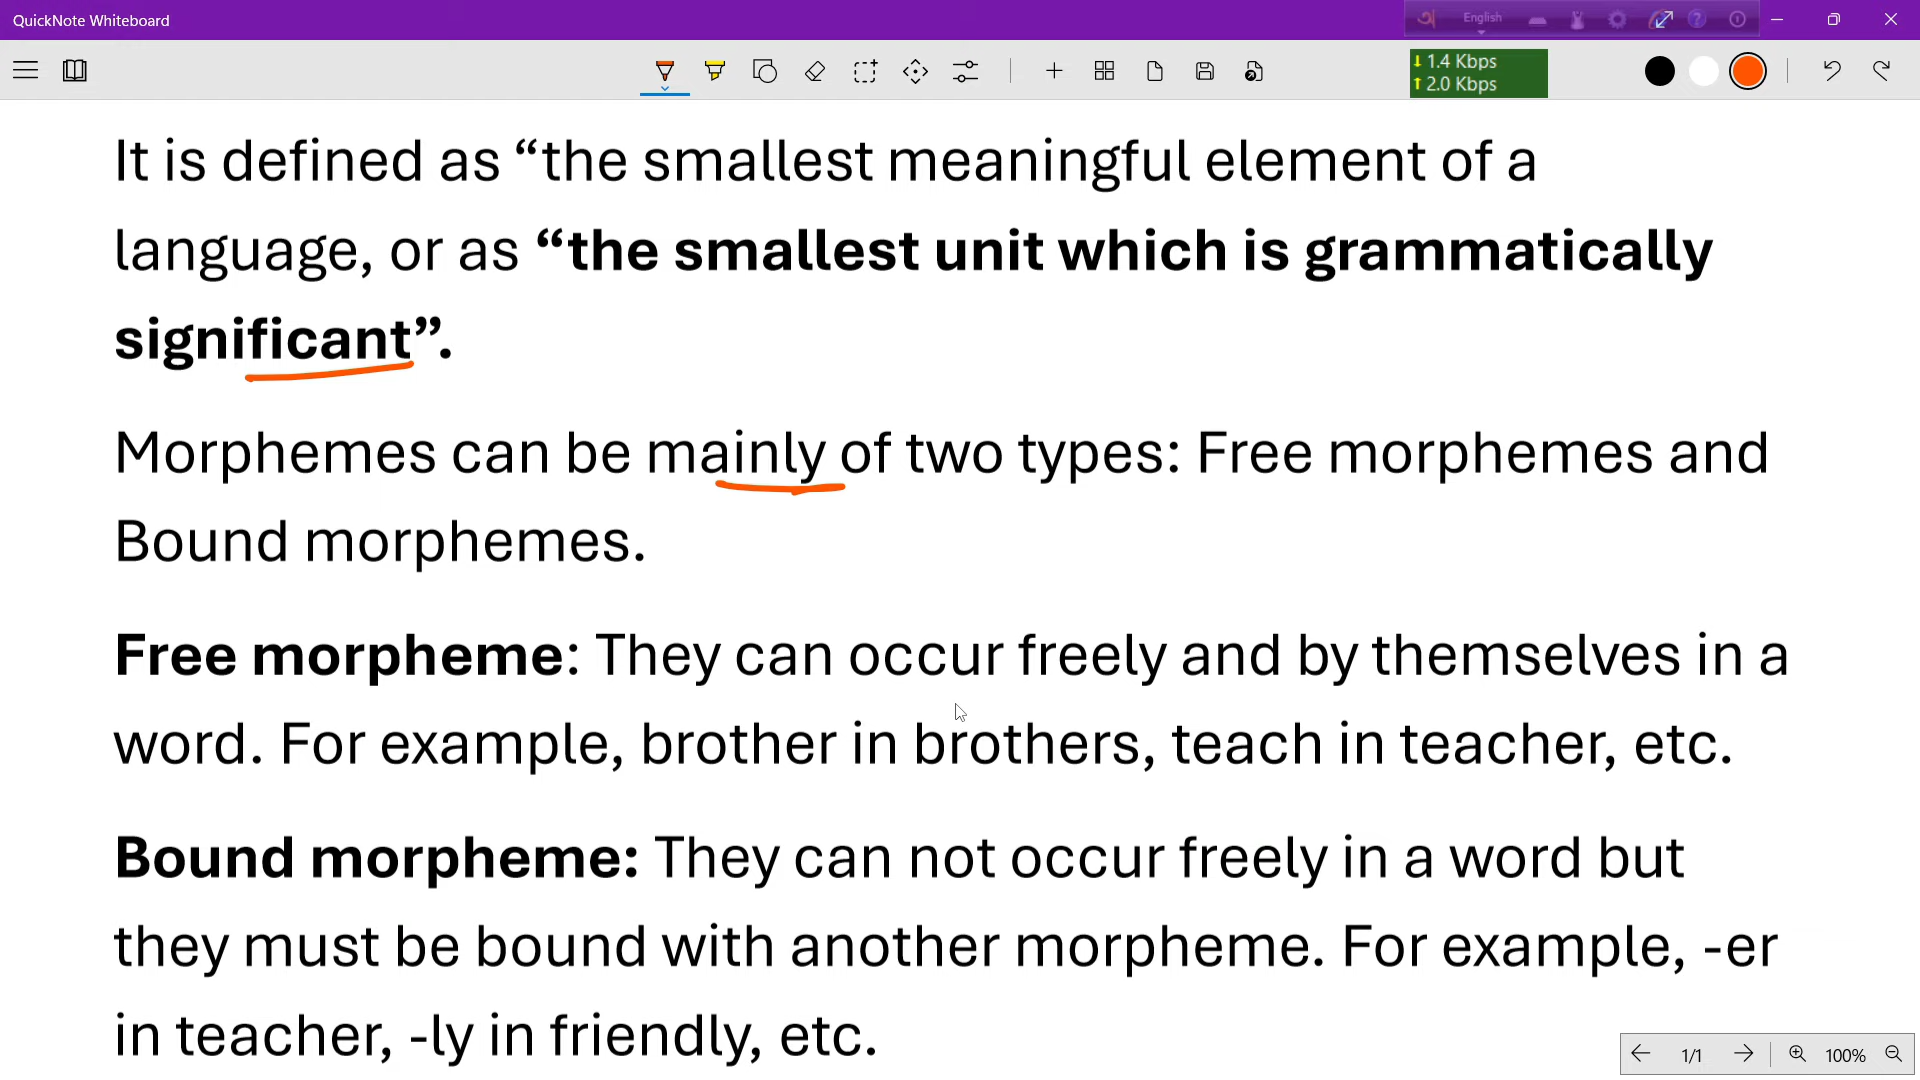 QuickNote Whiteboard
English
1.4 Kbps
2.0 Kbps
It is defined as “the smallest meaningful element of a
language, or as “the smallest unit which is grammatically
significant”.
Morphemes can be mainly of two types: Free morphemes and
Bound morphemes.
Free morpheme: They can occur freely and by themselves in a
word. For example, brother in brothers, teach in teacher, etc.
Bound morpheme: They can not occur freely in a word but
they must be bound with another morpheme. For example, -er
in teacher, -ly in friendly, etc.
1/1
100%